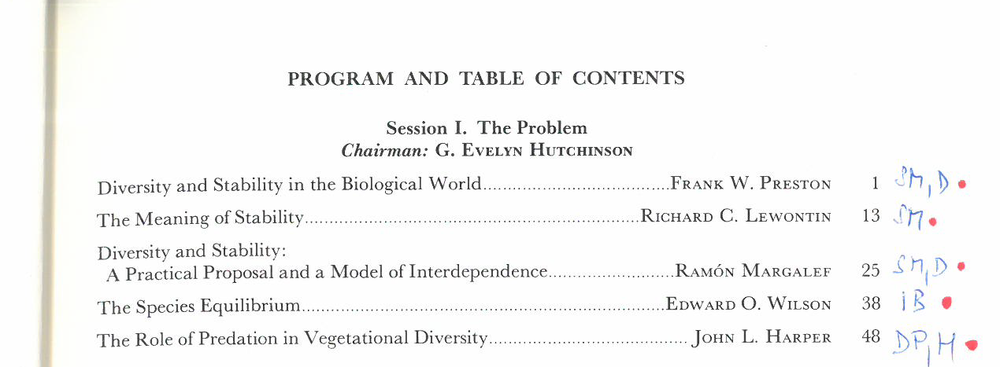 PROGRAM AND TABLE OF CONTENTS
Session I. The Problem
Chairman: G. EVELYN HUTCHINSON
Diversity and Stability in the Biological World......................................FRANK W. PRESTON 1 SM, D
The Meaning of Stability....................................................................RICHARD C. LEWONTIN 13 SM
Diversity and Stability:
A Practical Proposal and a Model of Interdependence.........................RAMÓN MARGALEF 25 SM, D
The Species Equilibrium..........................................................................EDWARD O. WILSON 38 iB
The Role of Predation in Vegetational Diversity........................................JOHN L. HARPER 48 DP, H